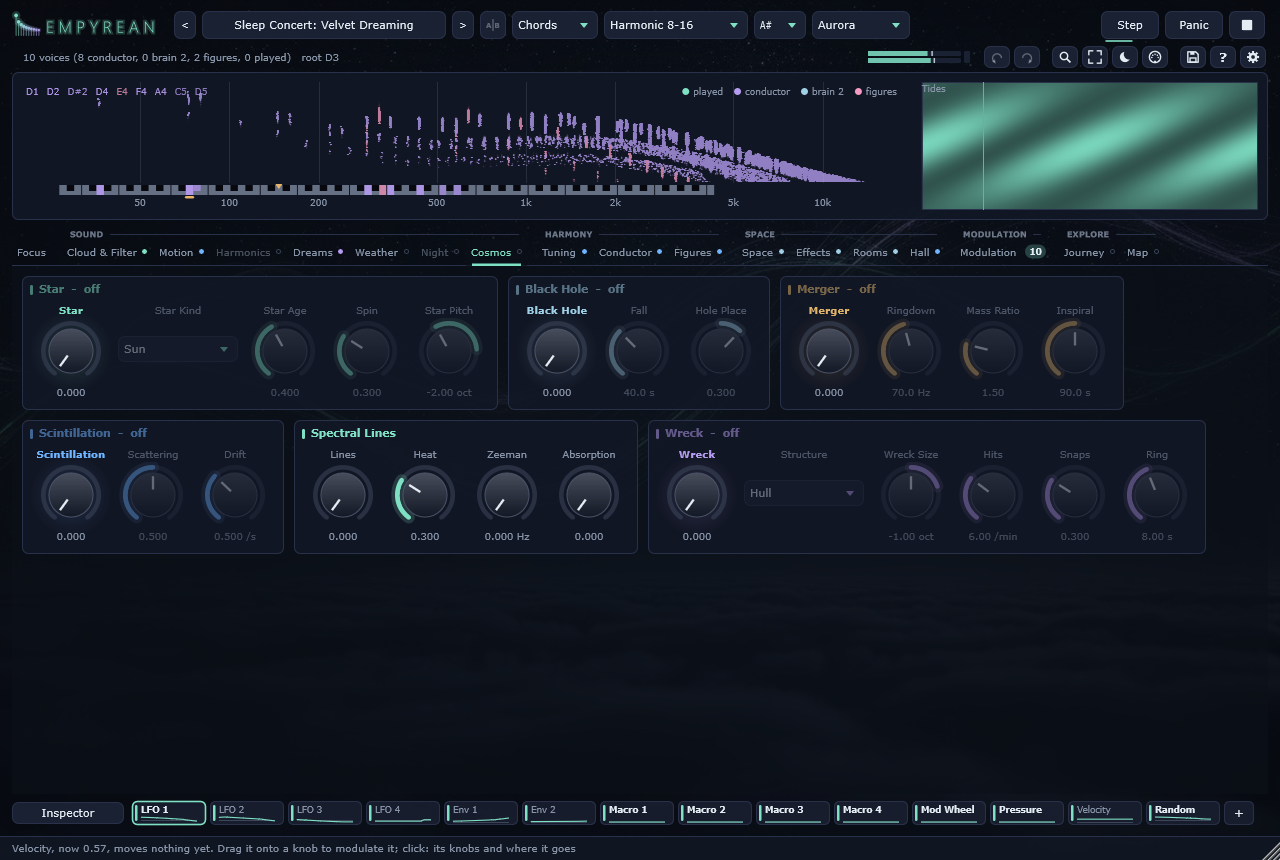 EMPYREAN
< Sleep Concert: Velvet Dreaming > A|B Chords Harmonic 8-16 A# Aurora Step Panic
10 voices (8 conductor, 0 brain 2, 2 figures, 0 played) root D3
D1 D2 D#2 D4 E4 F4 A4 C5 D5
played conductor brain 2 figures
Tides
50 100 200 500 1k 2k 5k 10k
SOUND HARMONY SPACE MODULATION EXPLORE
Focus Cloud & Filter Motion Harmonics Dreams Weather Night Cosmos Tuning Conductor Figures Space Effects Rooms Hall Modulation 10 Journey Map
Star - off
Star Star Kind Star Age Spin Star Pitch
Sun
0.000 0.400 0.300 -2.00 oct
Black Hole - off
Black Hole Fall Hole Place
0.000 40.0 s 0.300
Merger - off
Merger Ringdown Mass Ratio Inspiral
0.000 70.0 Hz 1.50 90.0 s
Scintillation - off
Scintillation Scattering Drift
0.000 0.500 0.500 /s
Spectral Lines
Lines Heat Zeeman Absorption
0.000 0.300 0.000 Hz 0.000
Wreck - off
Wreck Structure Wreck Size Hits Snaps Ring
Hull
0.000 -1.00 oct 6.00 /min 0.300 8.00 s
Inspector LFO 1 LFO 2 LFO 3 LFO 4 Env 1 Env 2 Macro 1 Macro 2 Macro 3 Macro 4 Mod Wheel Pressure Velocity Random +
Velocity, now 0.57, moves nothing yet. Drag it onto a knob to modulate it; click: its knobs and where it goes